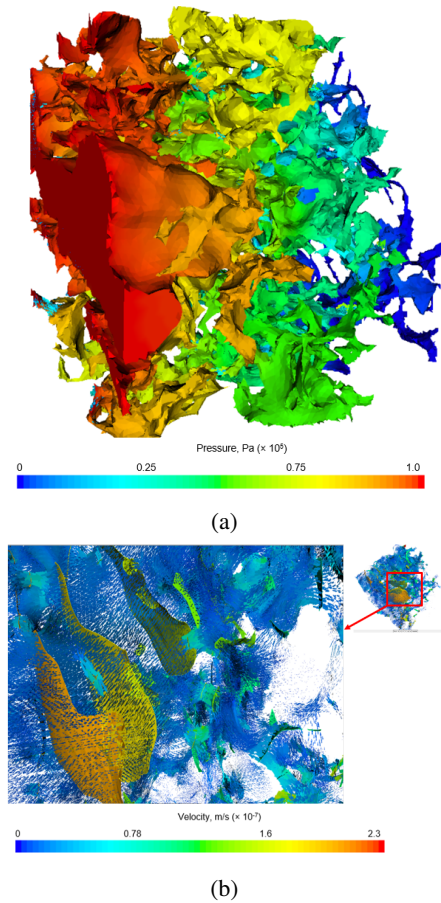 Pressure, Pa (× 10⁵)
0 0.25 0.75 1.0
(a)
Velocity, m/s (× 10⁻⁷)
0 0.78 1.6 2.3
(b)